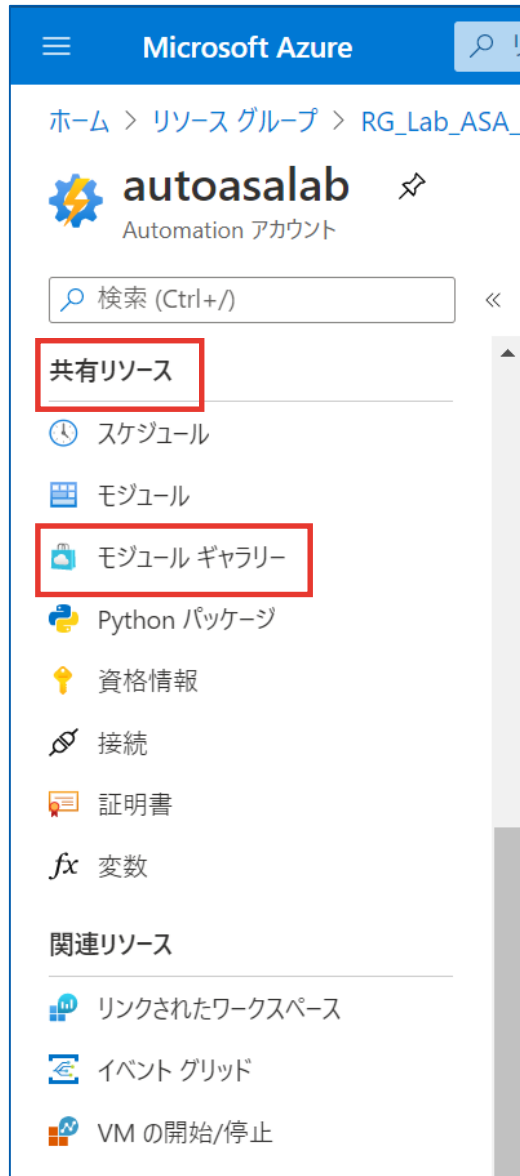 Microsoft Azure
ホーム > リソース グループ > RG_Lab_ASA_
autoasalab
Automation アカウント
検索 (Ctrl+/)
共有リソース
スケジュール
モジュール
モジュール ギャラリー
Python パッケージ
資格情報
接続
証明書
fx 変数
関連リソース
リンクされたワークスペース
イベント グリッド
VM の開始/停止